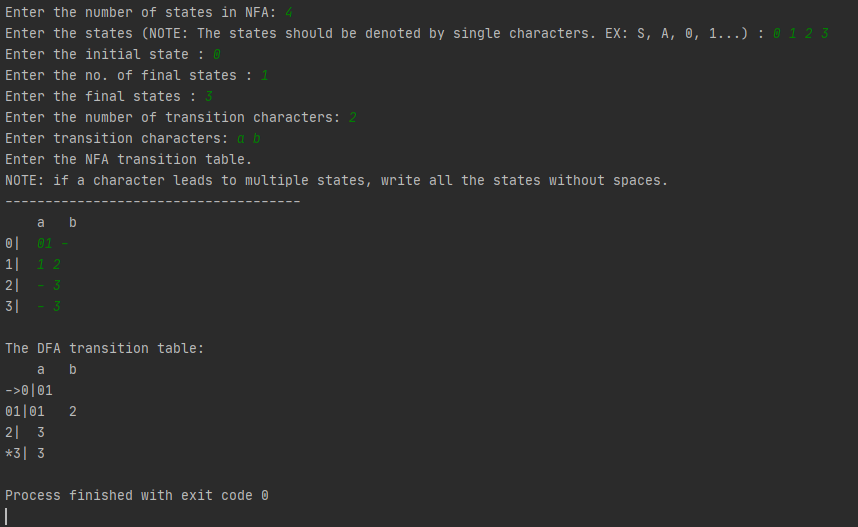 Enter the number of states in NFA: 4
Enter the states (NOTE: The states should be denoted by single characters. EX: S, A, 0, 1...) : 0 1 2 3
Enter the initial state : 0
Enter the no. of final states : 1
Enter the final states : 3
Enter the number of transition characters: 2
Enter transition characters: a b
Enter the NFA transition table.
NOTE: if a character leads to multiple states, write all the states without spaces.
-------------------------------------
    a   b
0|  01 -
1|  1 2
2|  - 3
3|  - 3

The DFA transition table:
    a   b
->0|01
01|01   2
2|  3
*3| 3

Process finished with exit code 0